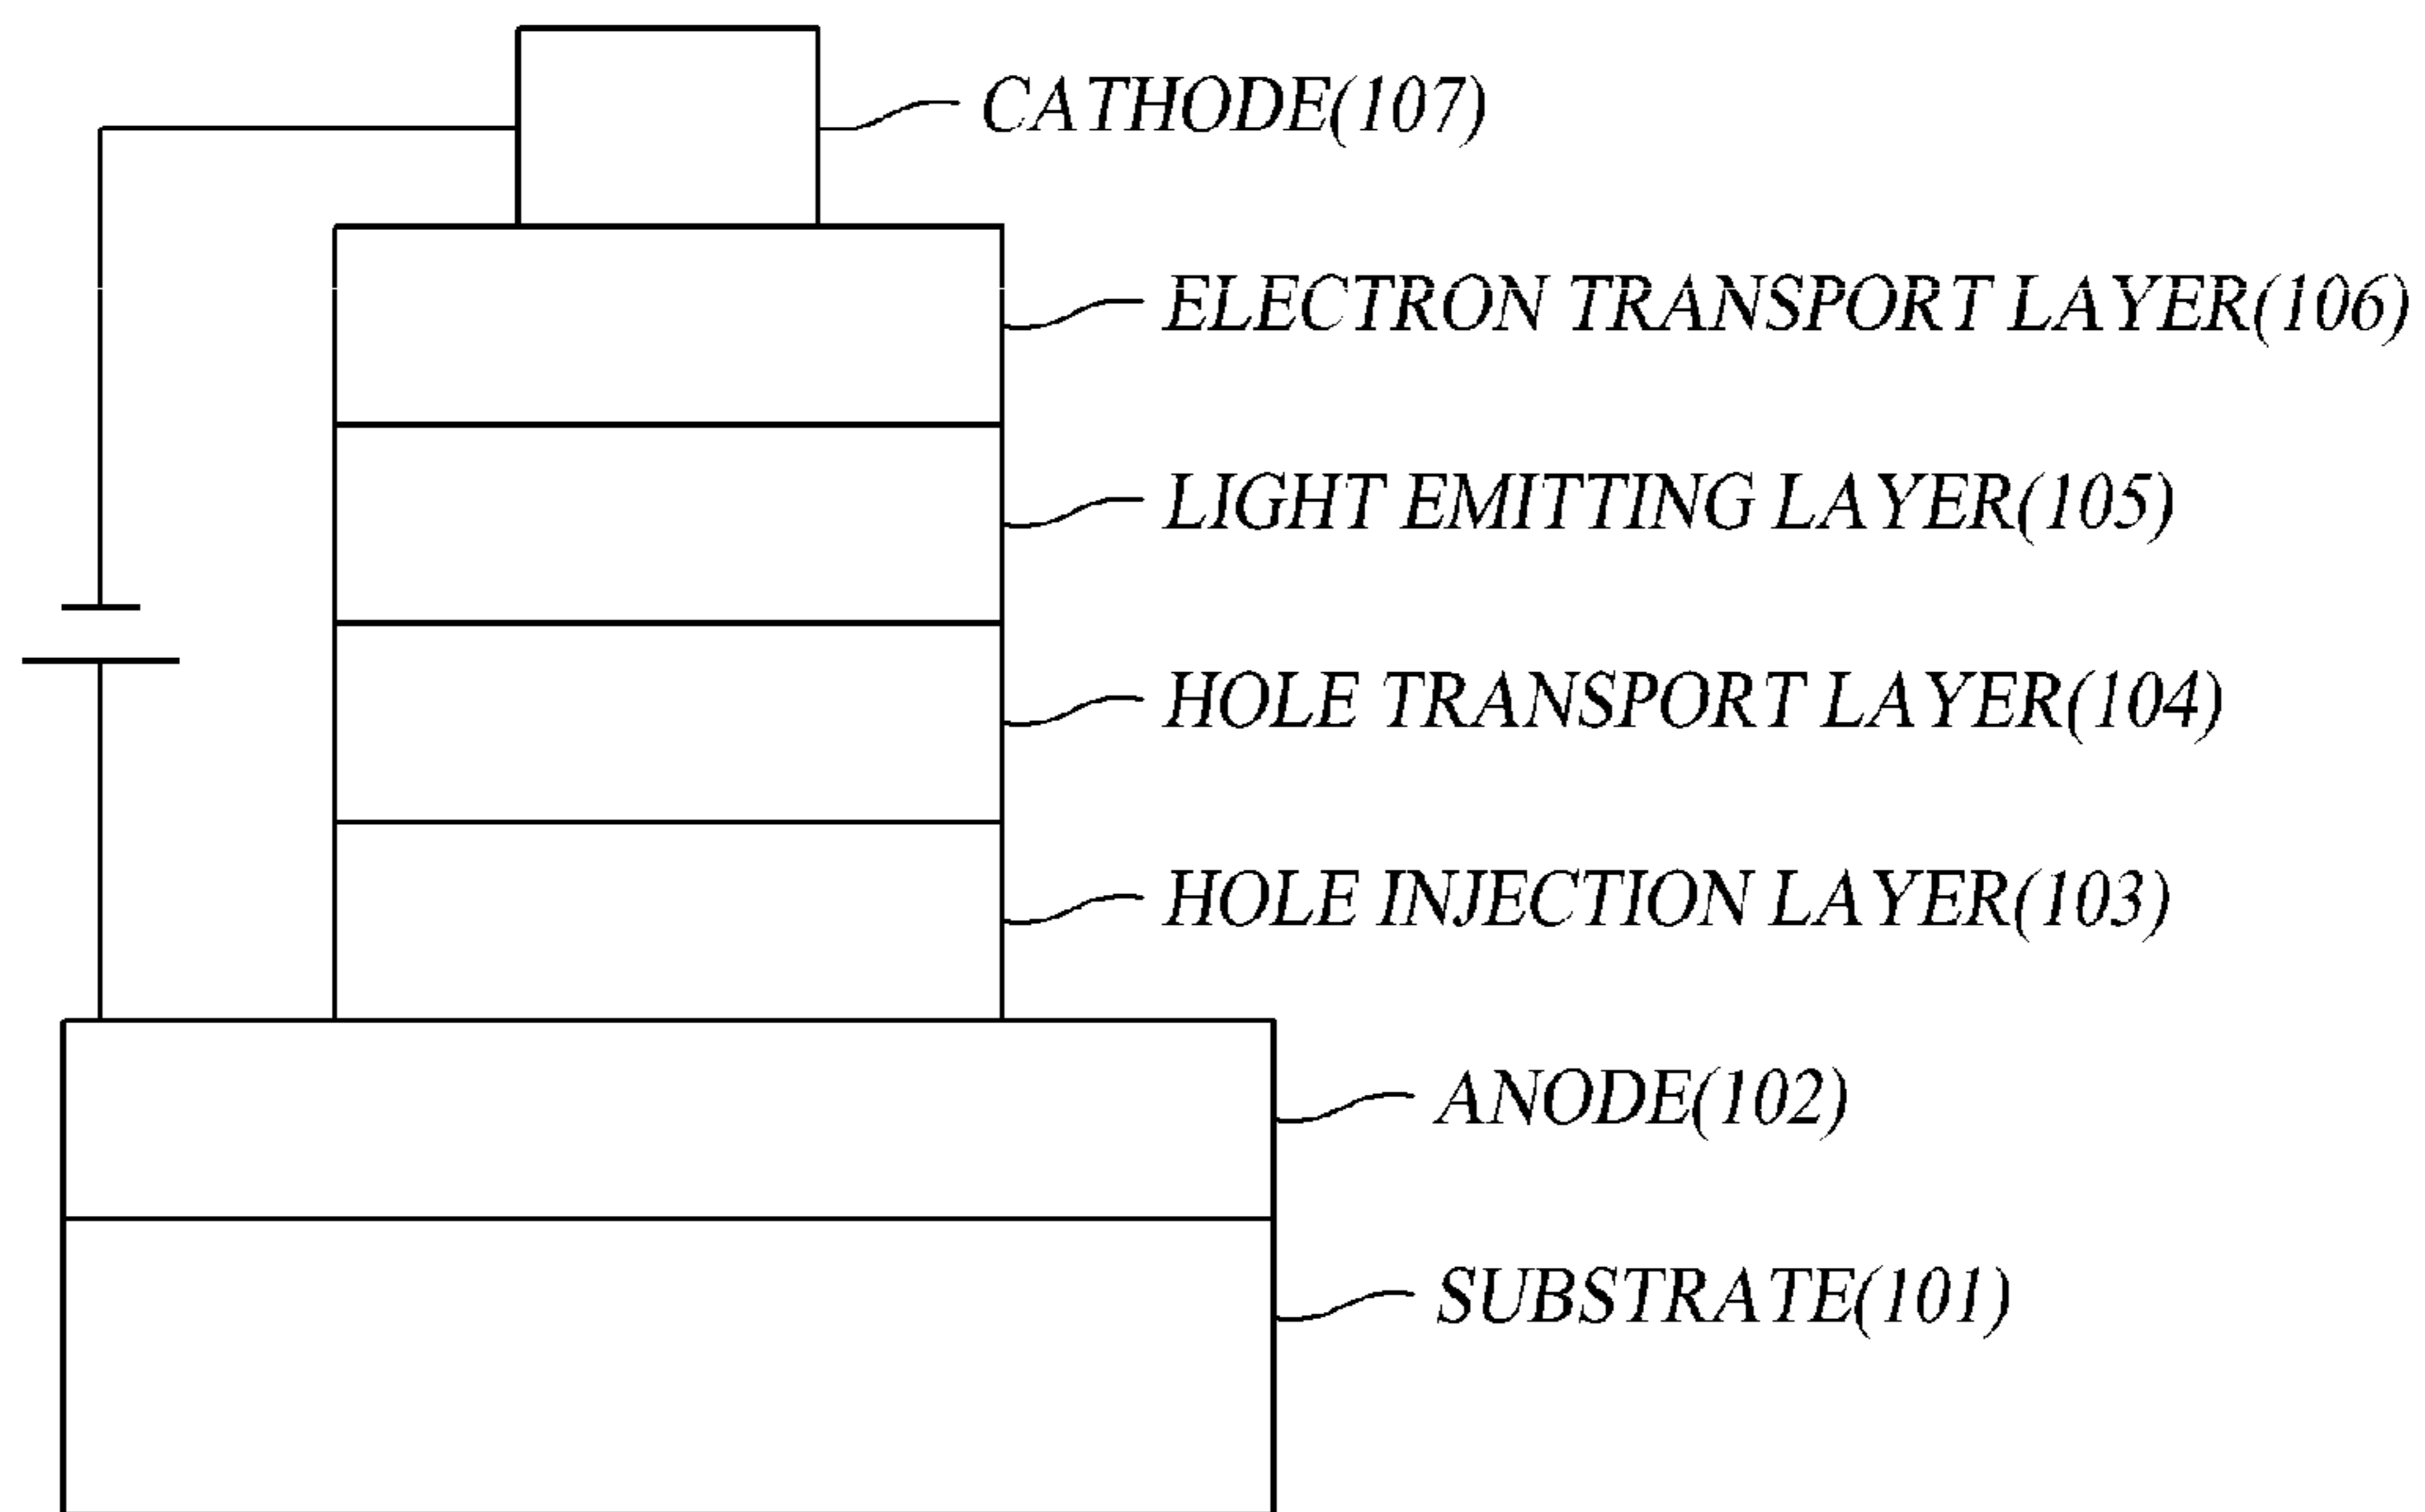 CATHODE(107)
ELECTRON TRANSPORT LAYER(106)
LIGHT EMITTING LAYER(105)
HOLE TRANSPORT LAYER(104)
HOLE INJECTION LAYER(103)
ANODE(102)
SUBSTRATE(101)